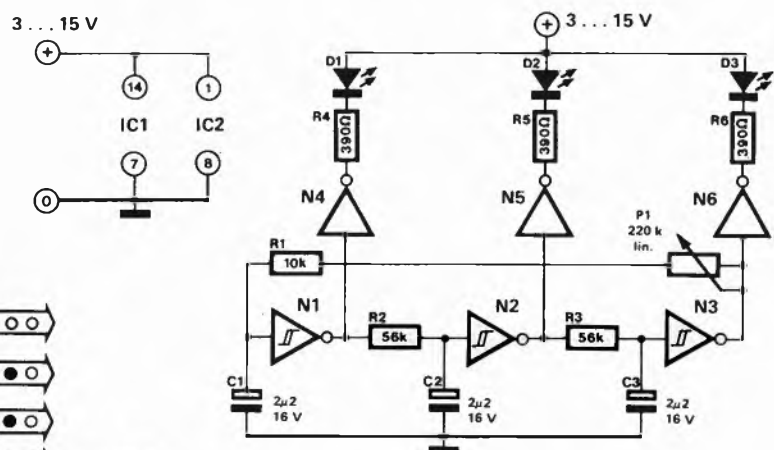 3 ... 15 V
+
14
1
IC1
IC2
7
8
0
+ 3 ... 15 V
D1
D2
D3
R4
390Ω
R5
390Ω
R6
390Ω
N4
N5
N6
P1
220 k
lin.
R1
10k
N1
R2
56k
N2
R3
56k
N3
C1
2µ2
16 V
C2
2µ2
16 V
C3
2µ2
16 V